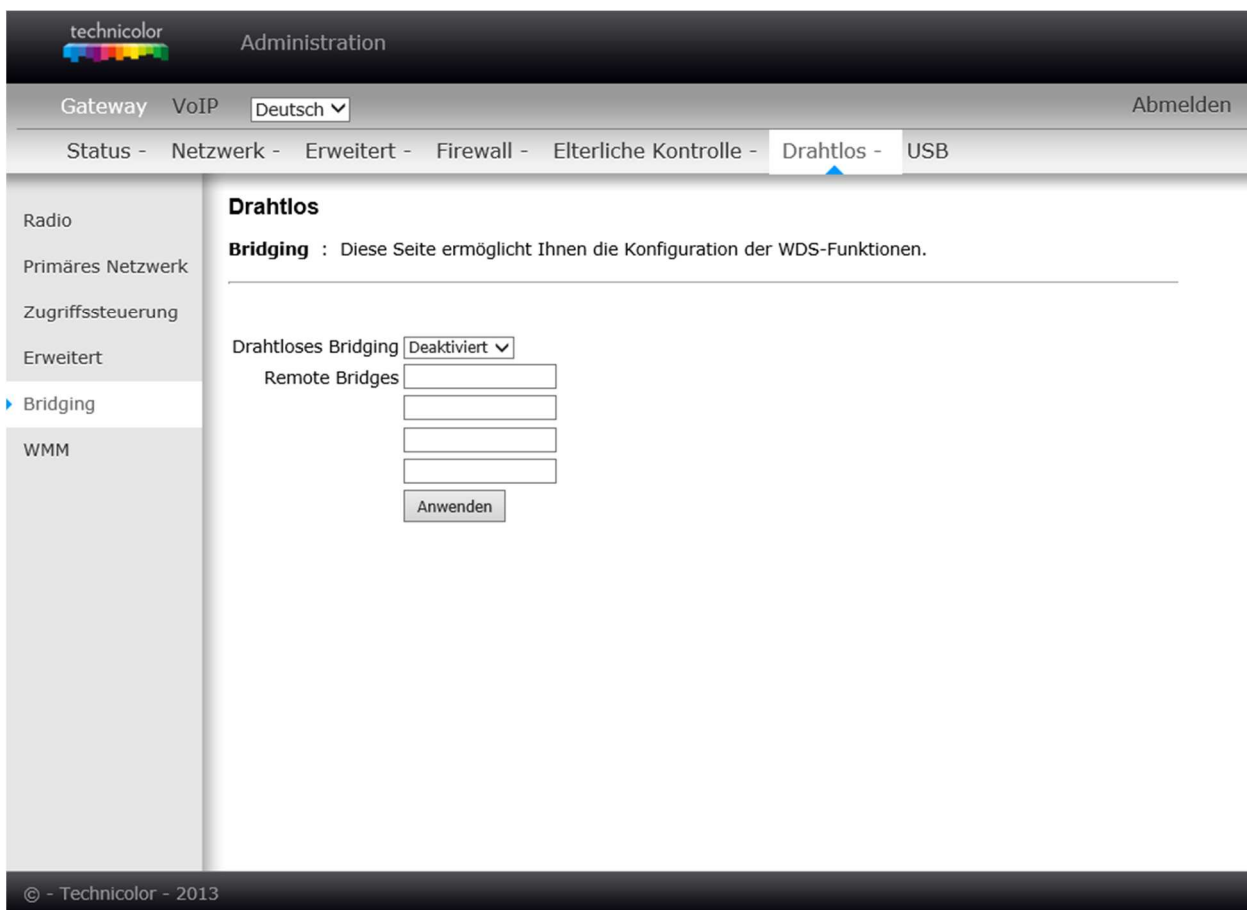 technicolor
Administration
Gateway VoIP Deutsch Abmelden
Status - Netzwerk - Erweitert - Firewall - Elterliche Kontrolle - Drahtlos - USB
Radio
Primäres Netzwerk
Zugriffssteuerung
Erweitert
Bridging
WMM
Drahtlos
Bridging : Diese Seite ermöglicht Ihnen die Konfiguration der WDS-Funktionen.
Drahtloses Bridging Deaktiviert
Remote Bridges
Anwenden
© - Technicolor - 2013